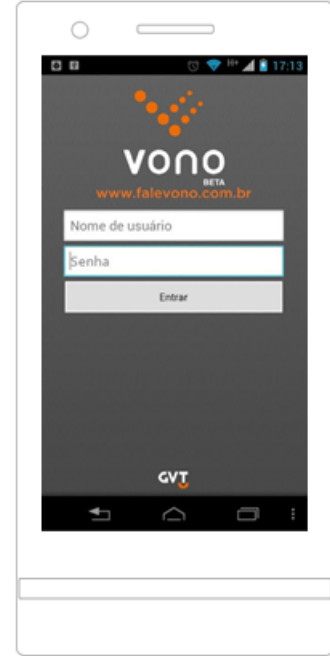 H+ 17:13
vono
BETA
www.falevono.com.br
Nome de usuário
Senha
Entrar
GVT